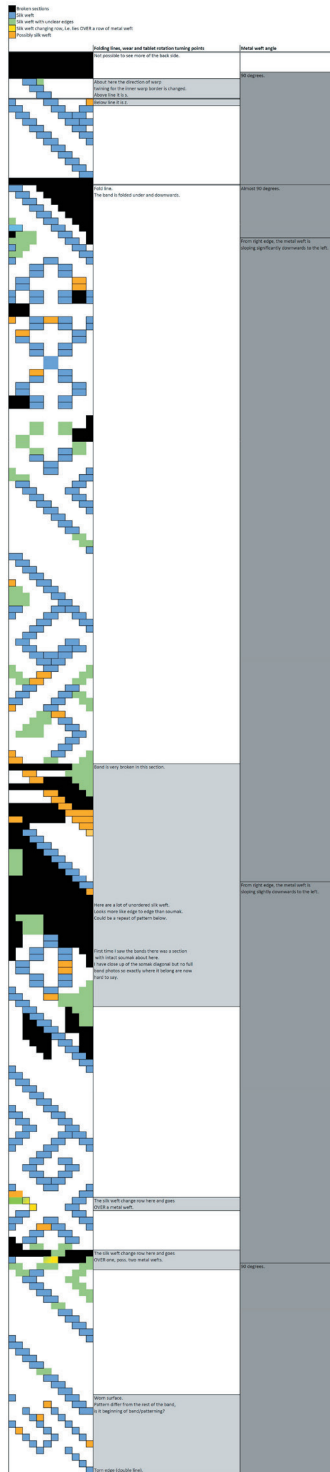 Broken sections
Silk weft
Silk weft with unclear edges
Silk weft changing row, i.e. lies OVER a row of metal weft
Possibly silk weft
Folding lines, wear and tablet rotation turning points
Metal weft angle
Not possible to see more of the back side.
90 degrees.
About here the direction of warp
turning for the inner warp border is changed.
Above line it is s.
Below line it is z.
Fold line.
The band is folded under and downwards.
Almost 90 degrees.
From right edge, the metal weft is
sloping significantly downwards to the left.
Band is very broken in this section.
From right edge, the metal weft is
sloping slightly downwards to the left.
Here are a lot of unordered silk weft.
Looks more like edge to edge than soumak.
Could be a repeat of pattern below.
First time I saw the bands there was a section
with intact soumak about here.
I have close up of the somak diagonal but no full
band photos so exactly where it belong are now
hard to say.
The silk weft change row here and goes
OVER a metal weft.
The silk weft change row here and goes
OVER one, poss. two metal wefts.
90 degrees.
Worn surface.
Pattern differ from the rest of the band,
is it beginning of band/patterning?
Torn edge (double fine).